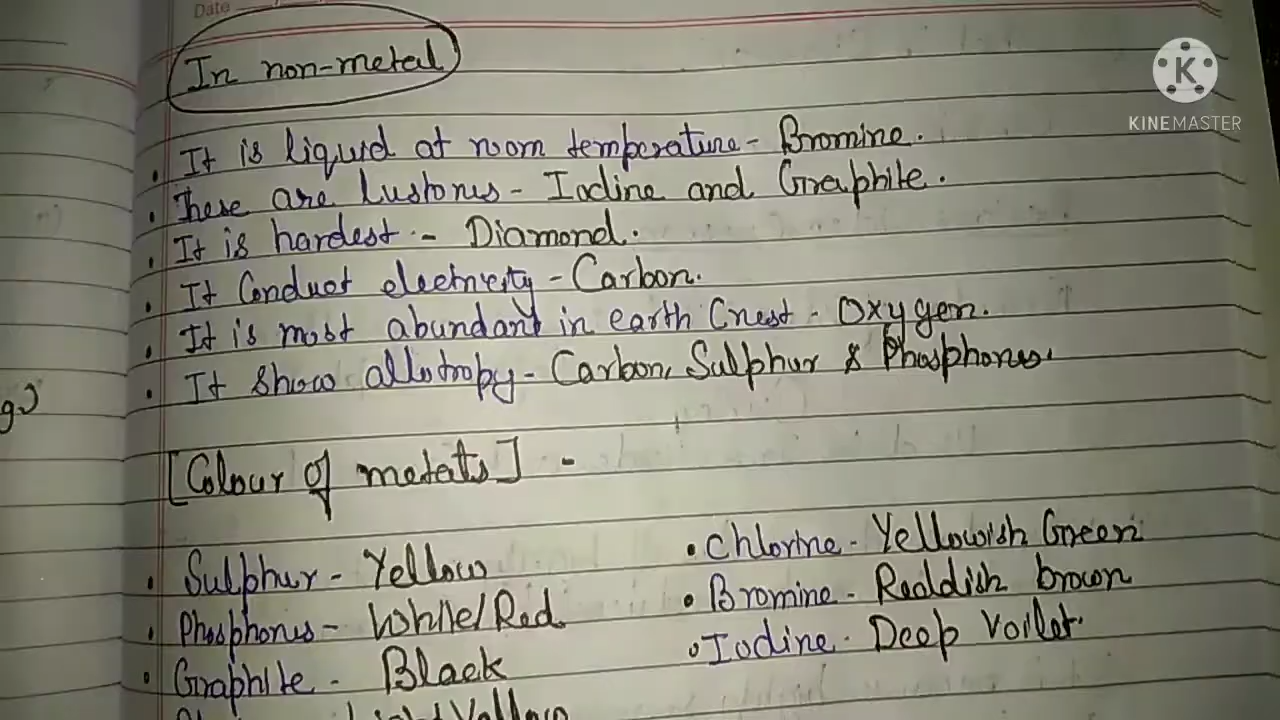 Date
In non-metal
KINEMASTER
. It is liquid at room temperature - Bromine.
. These are Lustorus - Iodine and Graphite.
. It is hardest - Diamond.
. It Conduct electricity - Carbon.
. It is most abundant in earth Crest - Oxygen.
. It show allotropy - Carbon, Sulphur & Phosphorus.
g.)
[Colour of metals] -
. Sulphur - Yellow
. Phosphorus - White/Red
. Graphite - Black
. Chlorine - Yellowish Green
. Bromine - Reddish brown
. Iodine - Deep Voilet.